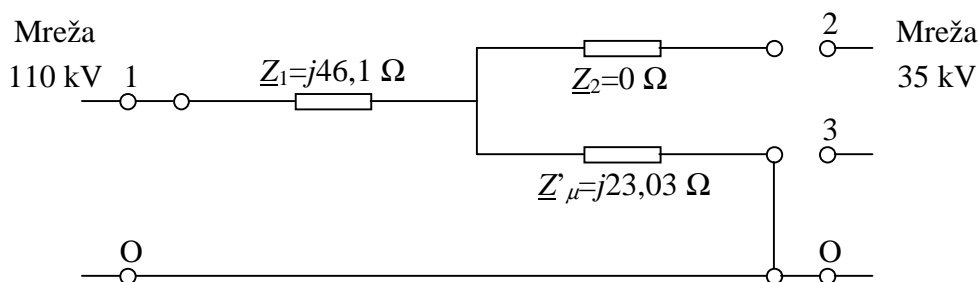 Mreža
110 kV
1
Z1=j46,1 Ω
Z2=0 Ω
2
Mreža
35 kV
3
Z'μ=j23,03 Ω
O
O